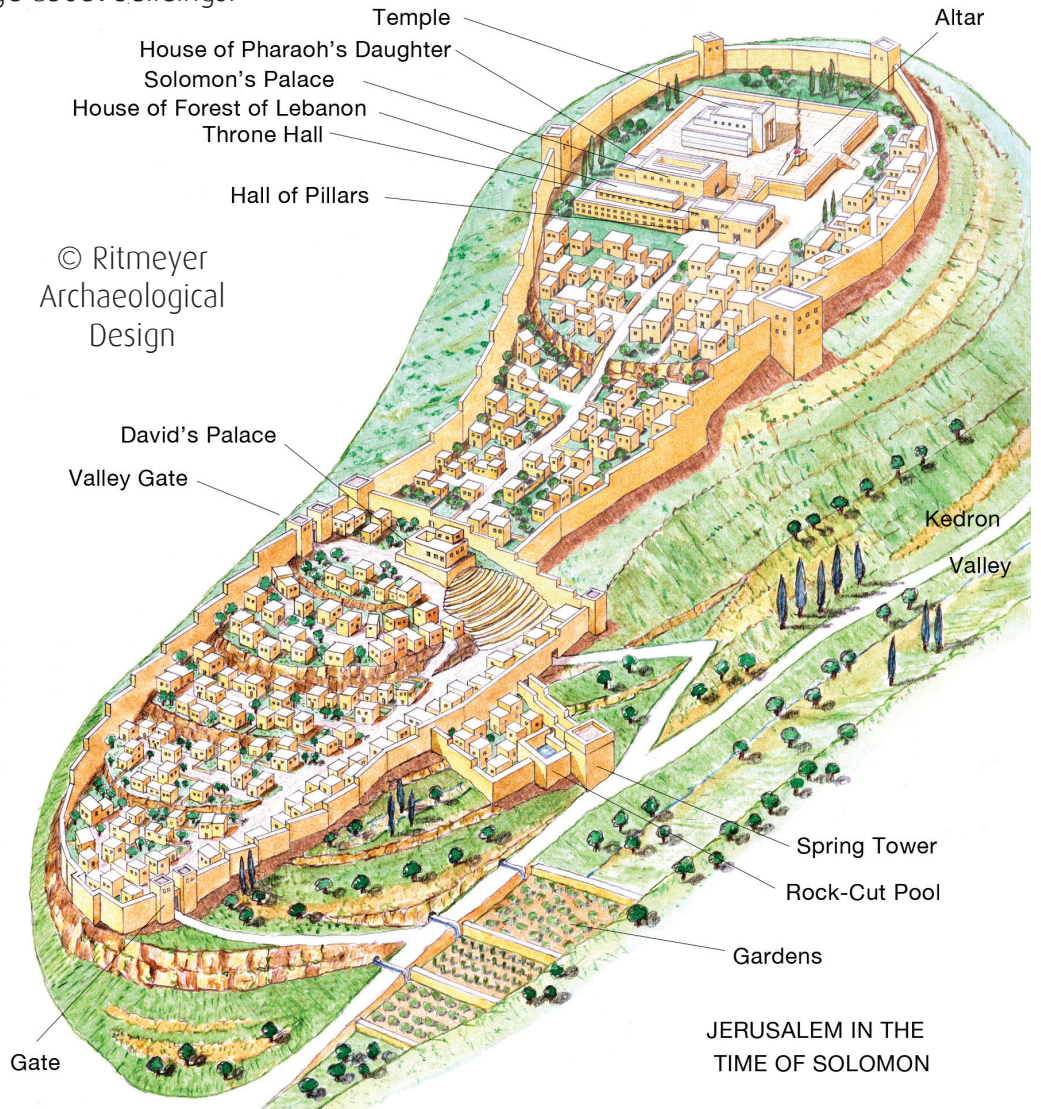 Temple
Altar
House of Pharaoh's Daughter
Solomon's Palace
House of Forest of Lebanon
Throne Hall
Hall of Pillars
© Ritmeyer
Archaeological
Design
David's Palace
Valley Gate
Kedron
Valley
Spring Tower
Rock-Cut Pool
Gardens
JERUSALEM IN THE
TIME OF SOLOMON
Gate